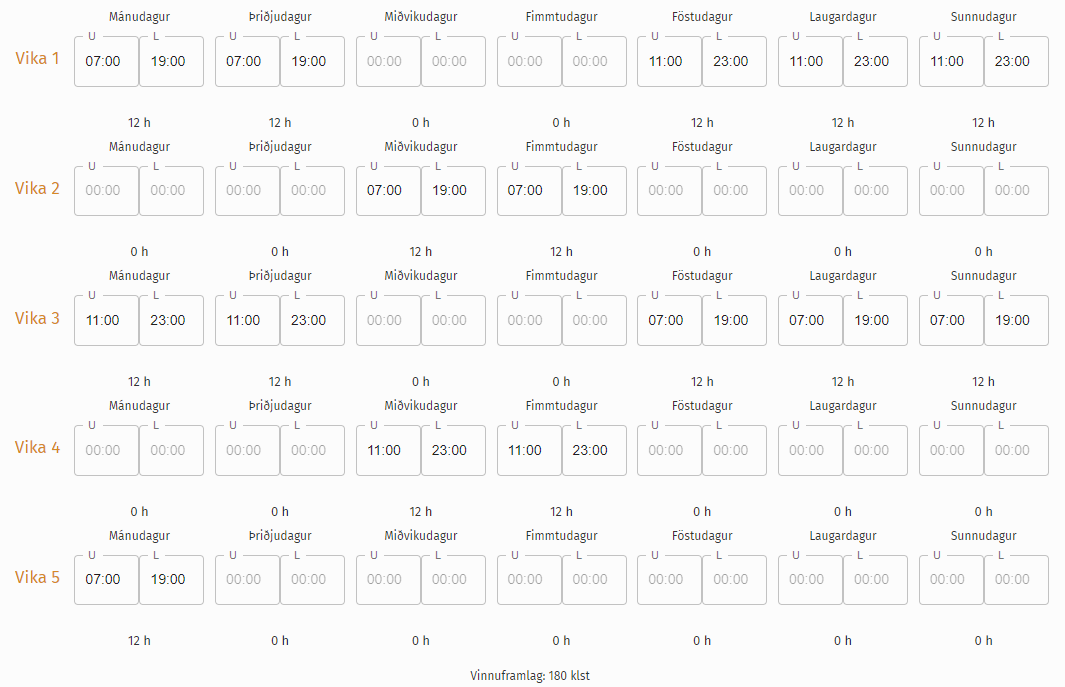 Mánudagur Þriðjudagur Miðvikudagur Fimmtudagur Föstudagur Laugardagur Sunnudagur
U L U L U L U L U L U L U L
Vika 1 07:00 19:00 07:00 19:00 00:00 00:00 00:00 00:00 11:00 23:00 11:00 23:00 11:00 23:00
12 h 12 h 0 h 0 h 12 h 12 h 12 h
Mánudagur Þriðjudagur Miðvikudagur Fimmtudagur Föstudagur Laugardagur Sunnudagur
U L U L U L U L U L U L U L
Vika 2 00:00 00:00 00:00 00:00 07:00 19:00 07:00 19:00 00:00 00:00 00:00 00:00 00:00 00:00
0 h 0 h 12 h 12 h 0 h 0 h 0 h
Mánudagur Þriðjudagur Miðvikudagur Fimmtudagur Föstudagur Laugardagur Sunnudagur
U L U L U L U L U L U L U L
Vika 3 11:00 23:00 11:00 23:00 00:00 00:00 00:00 00:00 07:00 19:00 07:00 19:00 07:00 19:00
12 h 12 h 0 h 0 h 12 h 12 h 12 h
Mánudagur Þriðjudagur Miðvikudagur Fimmtudagur Föstudagur Laugardagur Sunnudagur
U L U L U L U L U L U L U L
Vika 4 00:00 00:00 00:00 00:00 11:00 23:00 11:00 23:00 00:00 00:00 00:00 00:00 00:00 00:00
0 h 0 h 12 h 12 h 0 h 0 h 0 h
Mánudagur Þriðjudagur Miðvikudagur Fimmtudagur Föstudagur Laugardagur Sunnudagur
U L U L U L U L U L U L U L
Vika 5 07:00 19:00 00:00 00:00 00:00 00:00 00:00 00:00 00:00 00:00 00:00 00:00 00:00 00:00
12 h 0 h 0 h 0 h 0 h 0 h 0 h
Vinnuframlag: 180 klst